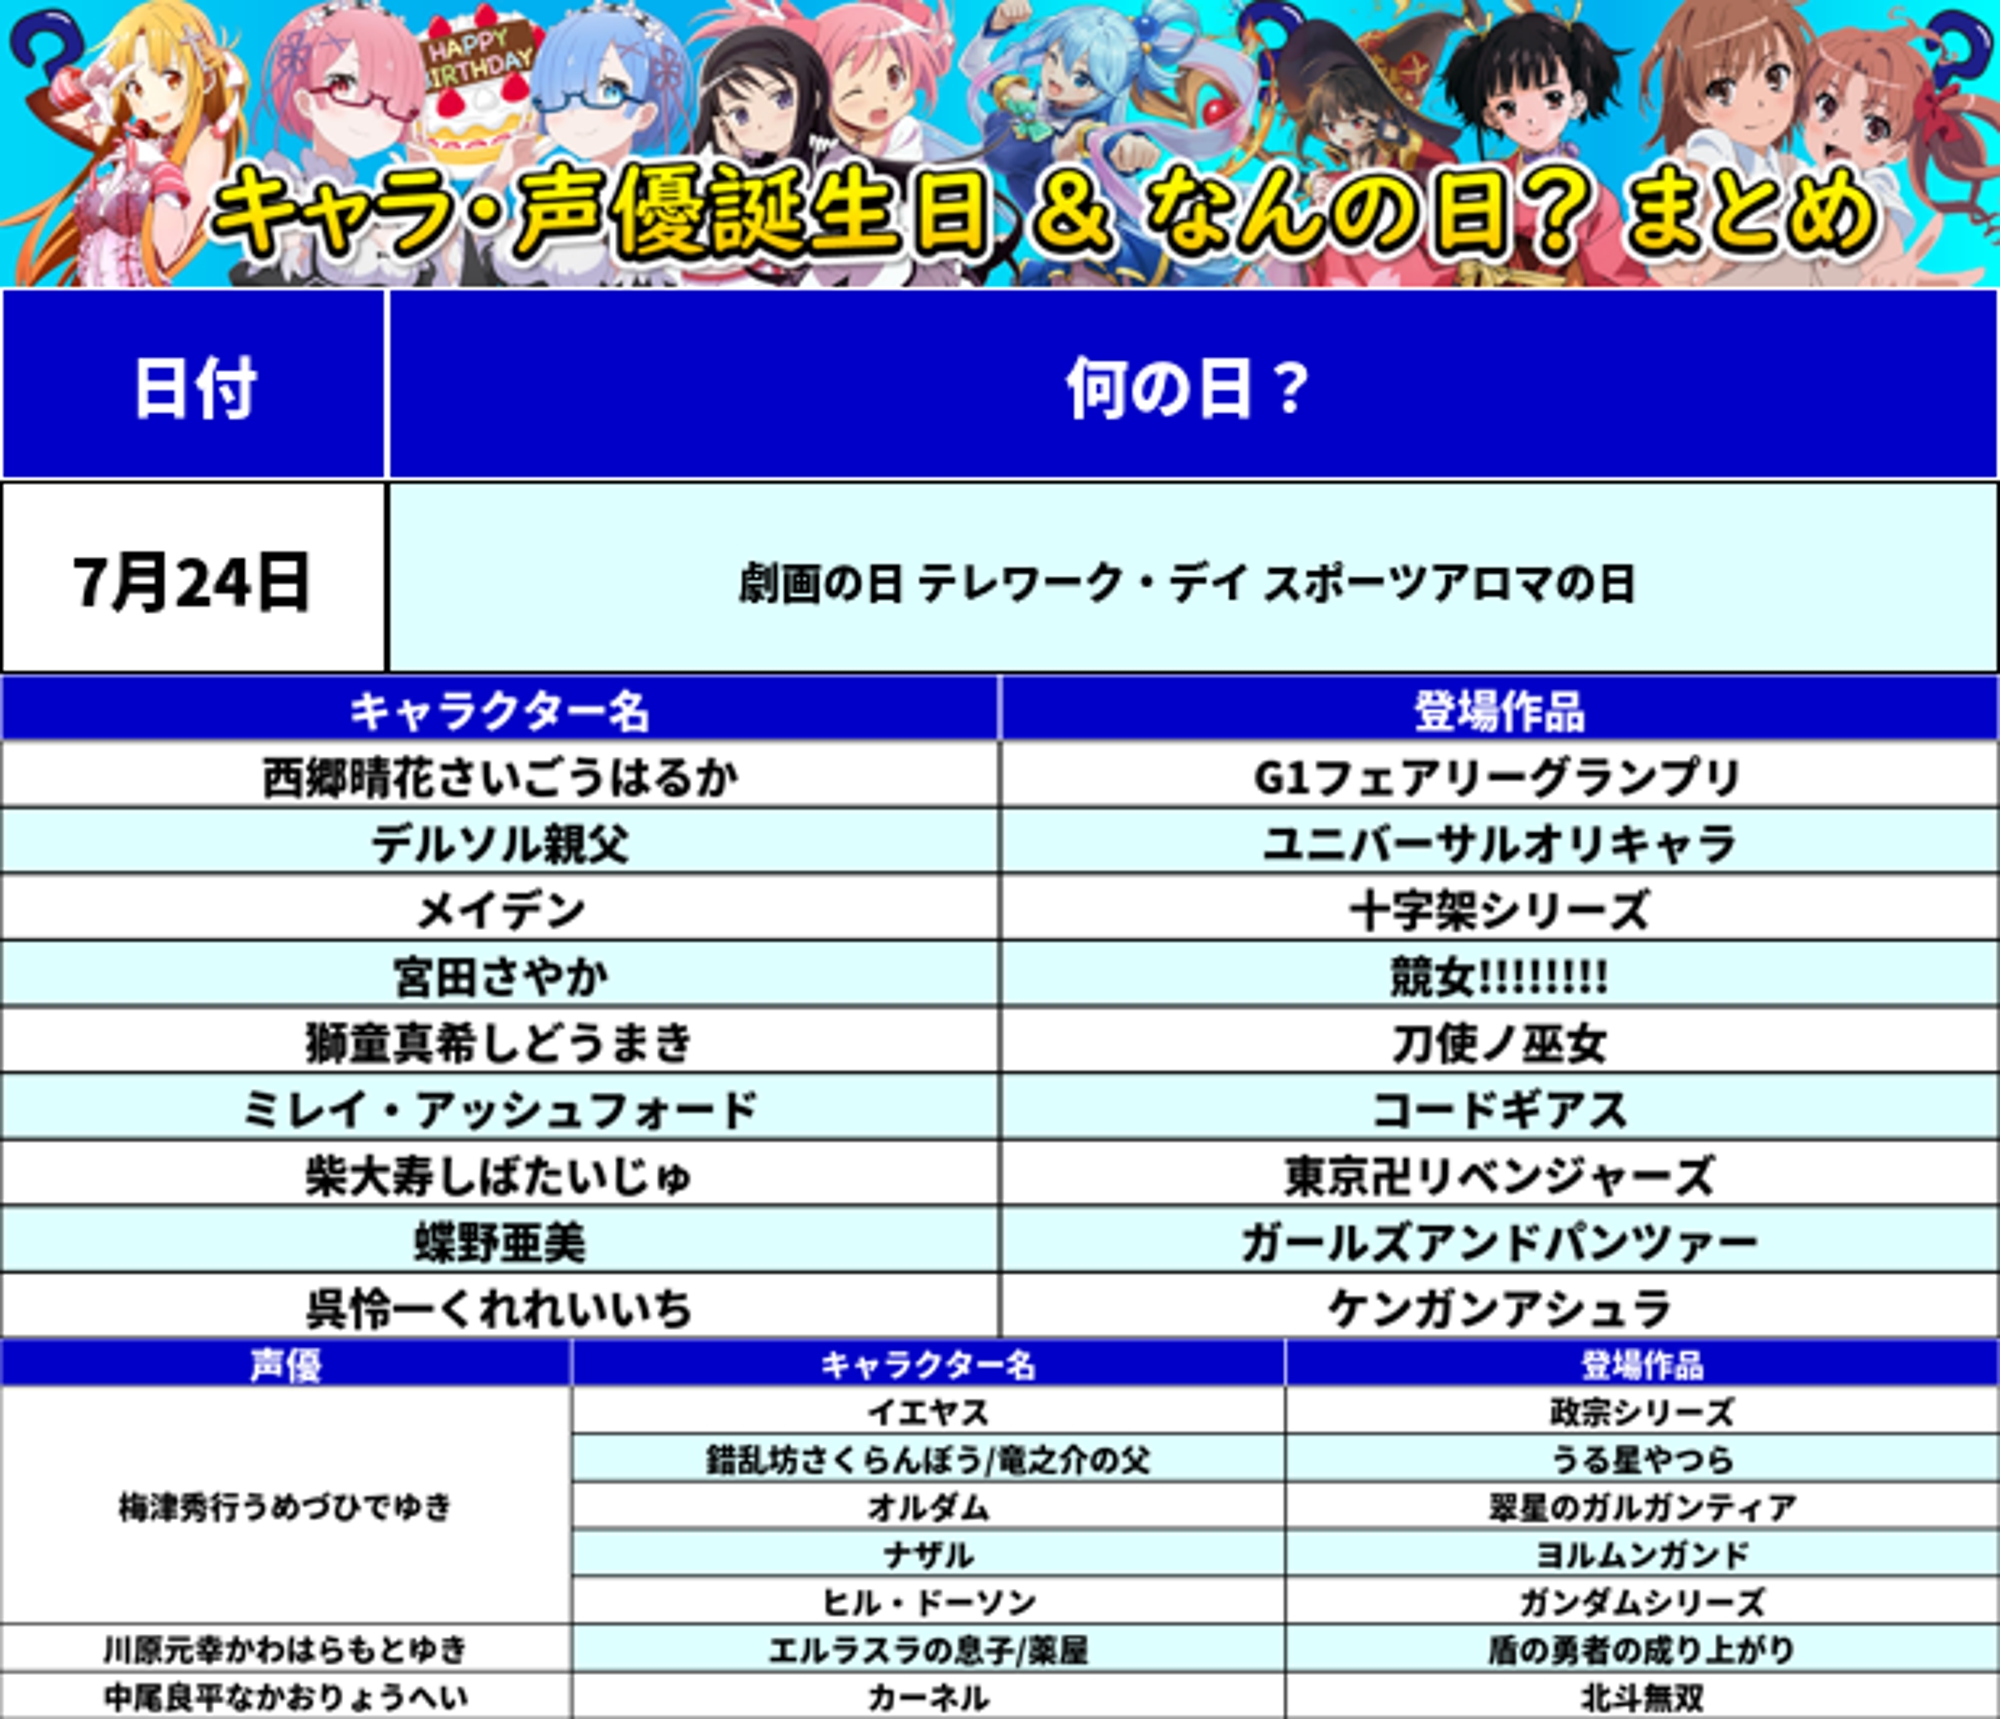 HAPPY
BIRTHDAY
キャラ・声優誕生日 & なんの日? まとめ
日付 何の日?
7月24日 劇画の日 テレワーク・デイ スポーツアロマの日
キャラクター名 登場作品
西郷晴花さいごうはるか G1フェアリーグランプリ
デルソル親父 ユニバーサルオリキャラ
メイデン 十字架シリーズ
宮田さやか 競女!!!!!!!!
獅童真希しどうまき 刀使ノ巫女
ミレイ・アッシュフォード コードギアス
柴大寿しばたいじゅ 東京卍リベンジャーズ
蝶野亜美 ガールズアンドパンツァー
呉怜一くれれいいち ケンガンアシュラ
声優 キャラクター名 登場作品
イエヤス 政宗シリーズ
錯乱坊さくらんぼう/竜之介の父 うる星やつら
梅津秀行うめづひでゆき オルダム 翠星のガルガンティア
ナザル ヨルムンガンド
ヒル・ドーソン ガンダムシリーズ
川原元幸かわはらもとゆき エルラスラの息子/薬屋 盾の勇者の成り上がり
中尾良平なかおりょうへい カーネル 北斗無双